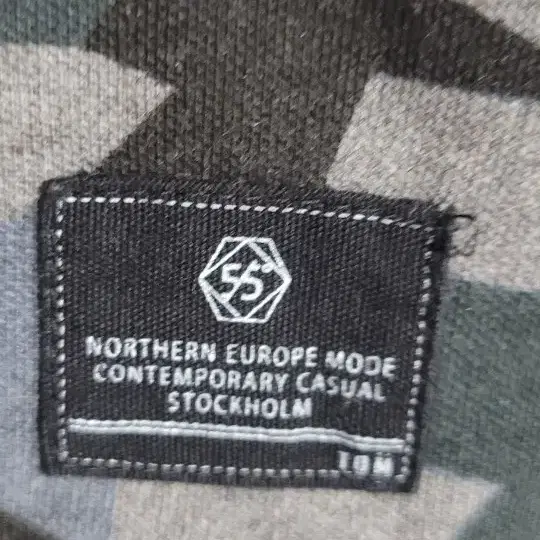 55°
NORTHERN EUROPE MODE
CONTEMPORARY CASUAL
STOCKHOLM